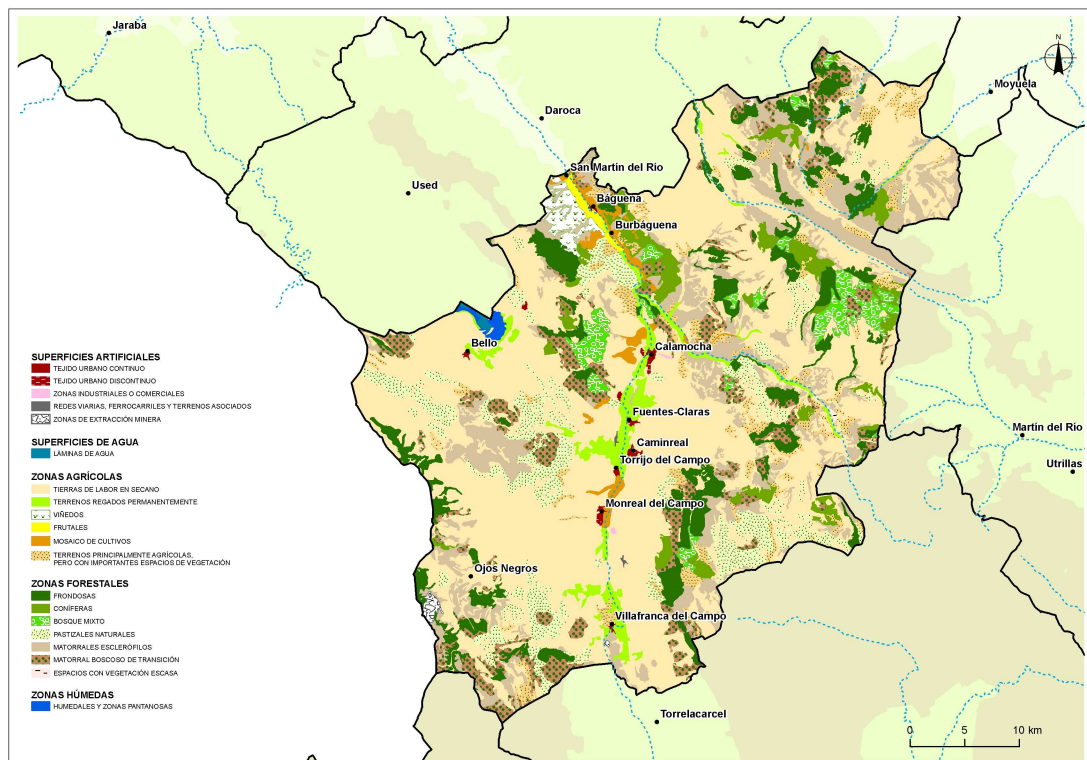 Jaraba
Daroca
Moyuela
San Martín del Río
Used
Báguena
Burbáguena
Bello
Calamocha
Fuentes-Claras
Caminreal
Torrijo del Campo
Martín del Río
Utrillas
Monreal del Campo
Ojos Negros
Villafranca del Campo
Torrelacarcel
SUPERFICIES ARTIFICIALES
TEJIDO URBANO CONTINUO
TEJIDO URBANO DISCONTINUO
ZONAS INDUSTRIALES O COMERCIALES
REDES VIARIAS, FERROCARRILES Y TERRENOS ASOCIADOS
ZONAS DE EXTRACCIÓN MINERA
SUPERFICIES DE AGUA
LÁMINAS DE AGUA
ZONAS AGRÍCOLAS
TIERRAS DE LABOR EN SECANO
TERRENOS REGADOS PERMANENTEMENTE
VIÑEDOS
FRUTALES
MOSAICO DE CULTIVOS
TERRENOS PRINCIPALMENTE AGRÍCOLAS,
PERO CON IMPORTANTES ESPACIOS DE VEGETACIÓN
ZONAS FORESTALES
FRONDOSAS
CONÍFERAS
BOSQUE MIXTO
PASTIZALES NATURALES
MATORRALES ESCLERÓFILOS
MATORRAL BOSCOSO DE TRANSICIÓN
ESPACIOS CON VEGETACIÓN ESCASA
ZONAS HÚMEDAS
HUMEDALES Y ZONAS PANTANOSAS
0 5 10 km